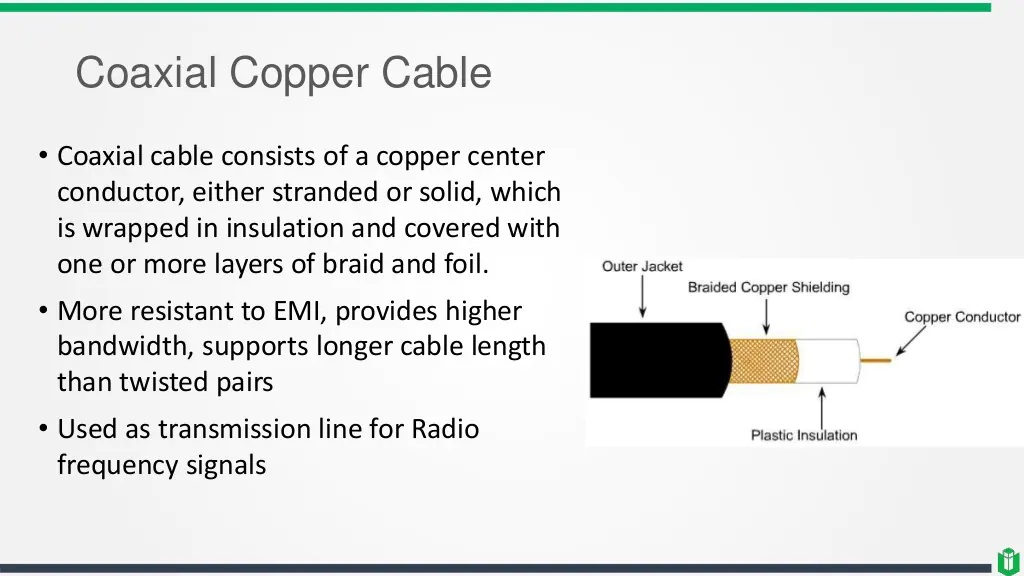 Coaxial Copper Cable
• Coaxial cable consists of a copper center
conductor, either stranded or solid, which
is wrapped in insulation and covered with
one or more layers of braid and foil.
• More resistant to EMI, provides higher
bandwidth, supports longer cable length
than twisted pairs
• Used as transmission line for Radio
frequency signals
Outer Jacket
Braided Copper Shielding
Copper Conductor
Plastic Insulation